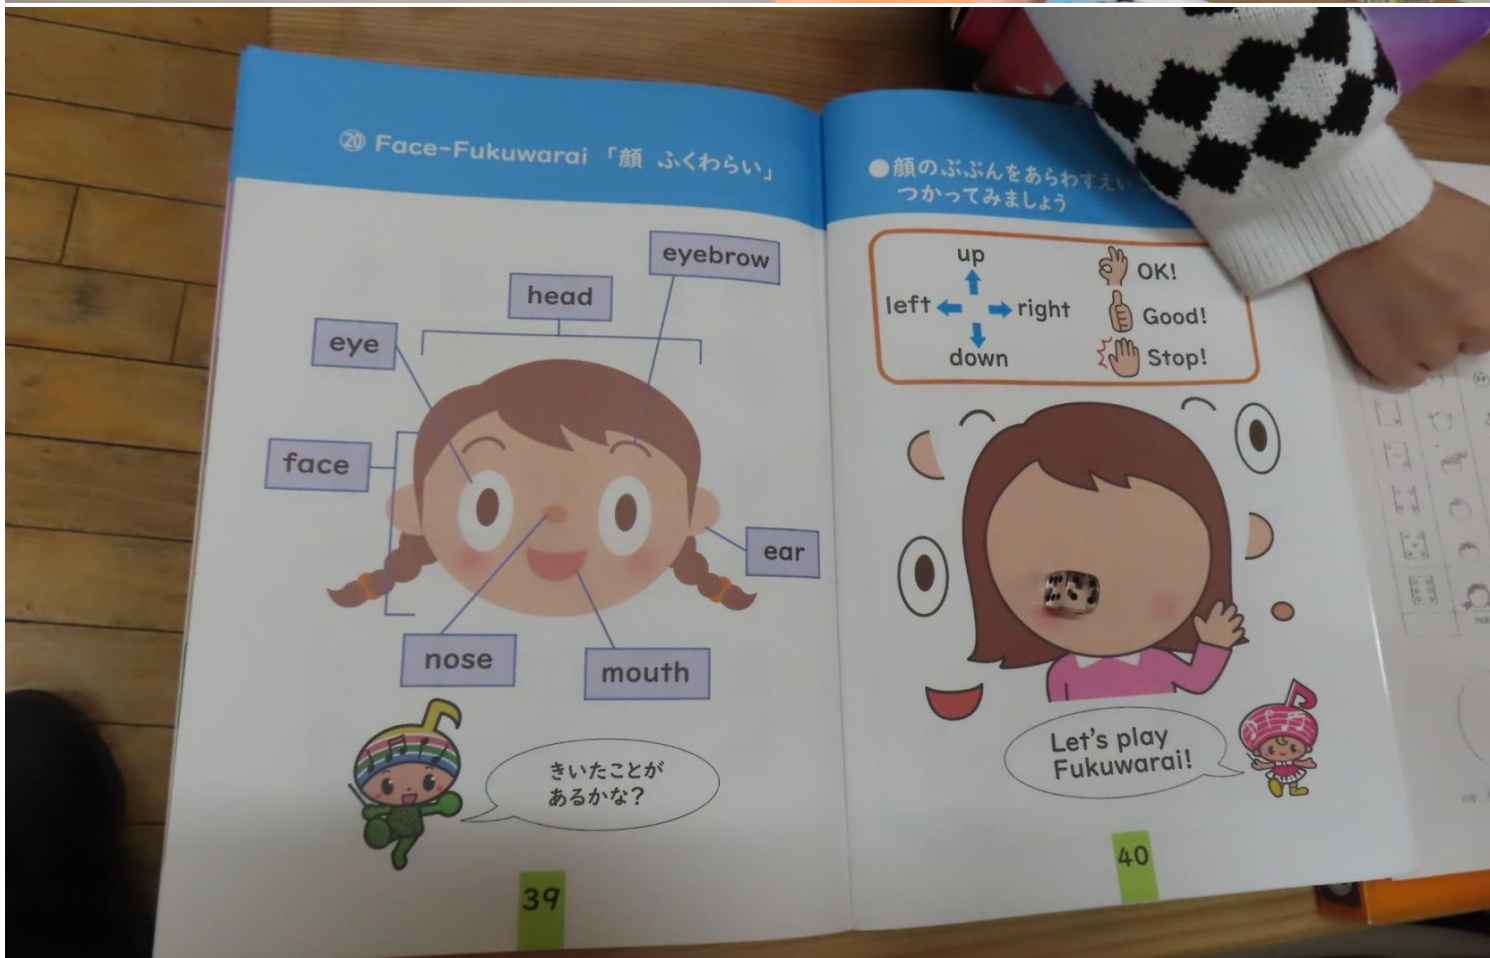 ⑳ Face-Fukuwarai 「顔 ふくわらい」
eyebrow
head
eye
face
ear
nose
mouth
きいたことが
あるかな？
39
●顔のぶぶんをあらわすえい
つかってみましょう
up
left
right
down
OK!
Good!
Stop!
Let's play
Fukuwarai!
40